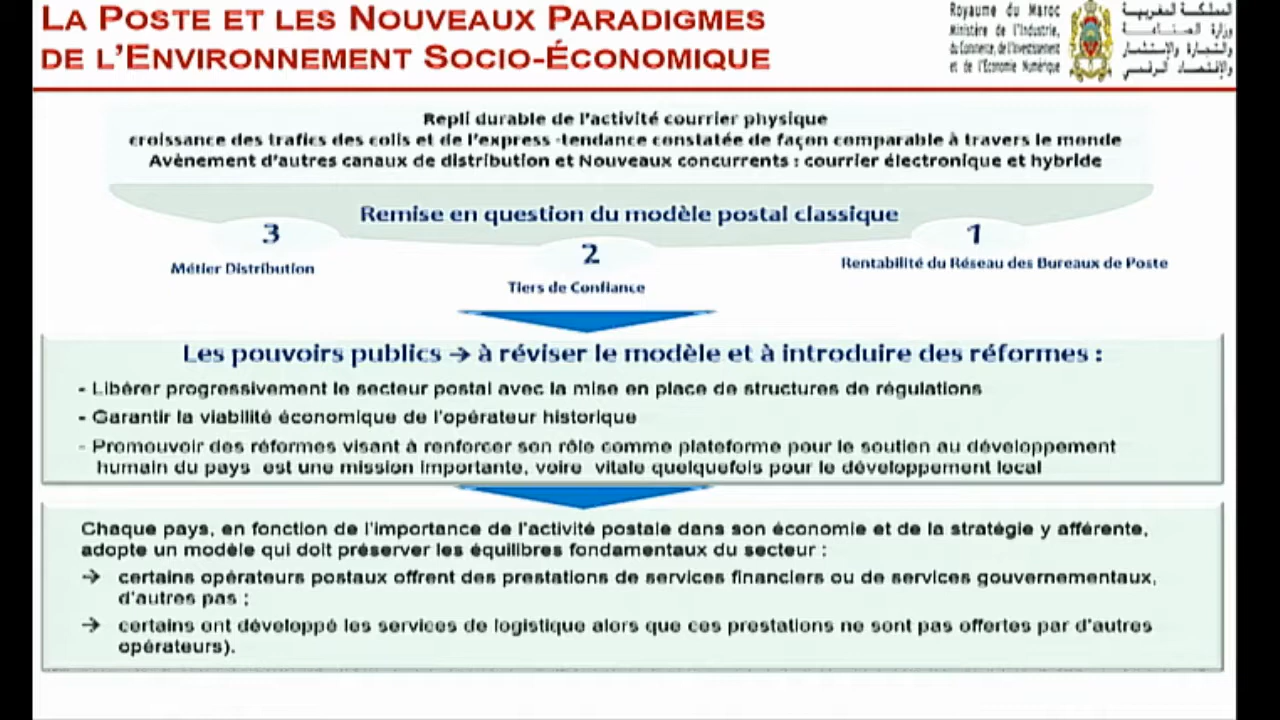 LA POSTE ET LES NOUVEAUX PARADIGMES
DE L'ENVIRONNEMENT SOCIO-ÉCONOMIQUE
Royaume du Maroc
Ministère de l'Industrie,
du Commerce, de l'Investissement
et de l'Économie Numérique
المملكة المغربية
وزارة الصناعة
والتجارة والإستثمار
والإقتصاد الرقمي
Repli durable de l'activité courrier physique
croissance des trafics des colis et de l'express -tendance constatée de façon comparable à travers le monde
Avènement d'autres canaux de distribution et Nouveaux concurrents : courrier électronique et hybride
Remise en question du modèle postal classique
3
Métier Distribution
2
Tiers de Confiance
1
Rentabilité du Réseau des Bureaux de Poste
Les pouvoirs publics → à réviser le modèle et à introduire des réformes :
- Libérer progressivement le secteur postal avec la mise en place de structures de régulations
- Garantir la viabilité économique de l'opérateur historique
- Promouvoir des réformes visant à renforcer son rôle comme plateforme pour le soutien au développement
humain du pays est une mission importante, voire vitale quelquefois pour le développement local
Chaque pays, en fonction de l'importance de l'activité postale dans son économie et de la stratégie y afférente,
adopte un modèle qui doit préserver les équilibres fondamentaux du secteur :
→ certains opérateurs postaux offrent des prestations de services financiers ou de services gouvernementaux,
d'autres pas ;
→ certains ont développé les services de logistique alors que ces prestations ne sont pas offertes par d'autres
opérateurs).